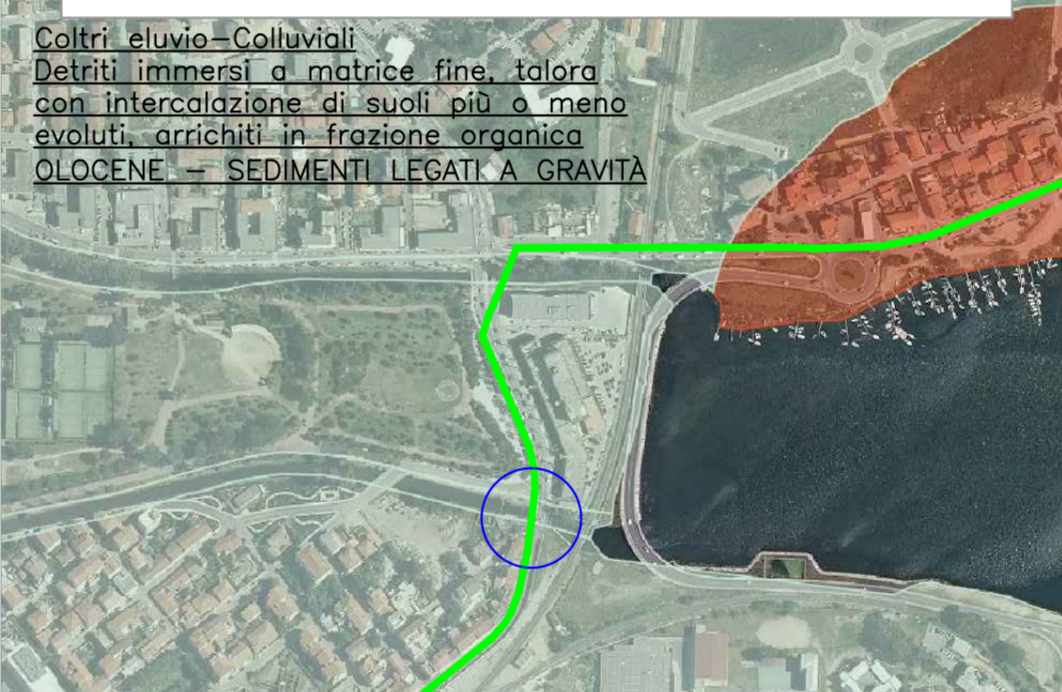 Coltri eluvio-Colluviali
Detriti immersi a matrice fine, talora
con intercalazione di suoli più o meno
evoluti, arrichiti in frazione organica
OLOCENE - SEDIMENTI LEGATI A GRAVITÀ